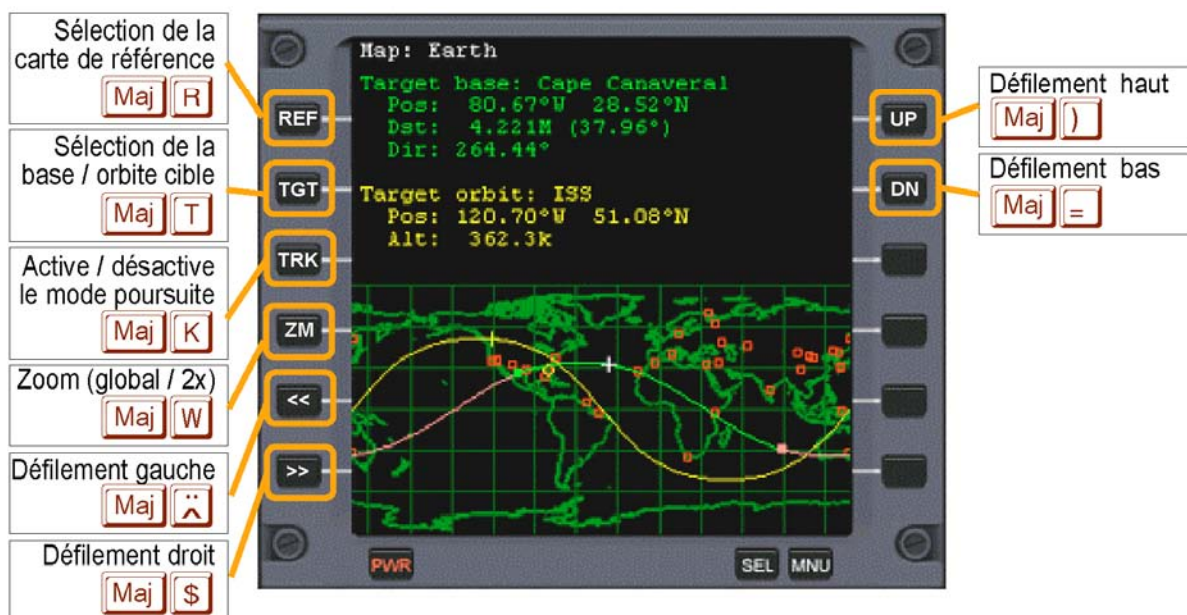 Sélection de la
carte de référence
Maj R
Sélection de la
base / orbite cible
Maj T
Active / désactive
le mode poursuite
Maj K
Zoom (global / 2x)
Maj W
Défilement gauche
Maj ¨ ^
Défilement droit
Maj $
REF
TGT
TRK
ZM
<<
>>
Map: Earth
Target base: Cape Canaveral
Pos: 80.67°W 28.52°N
Dst: 4.221M (37.96°)
Dir: 264.44°
Target orbit: ISS
Pos: 120.70°W 51.08°N
Alt: 362.3k
PWR
SEL MNU
UP
DN
Défilement haut
Maj )
Défilement bas
Maj =